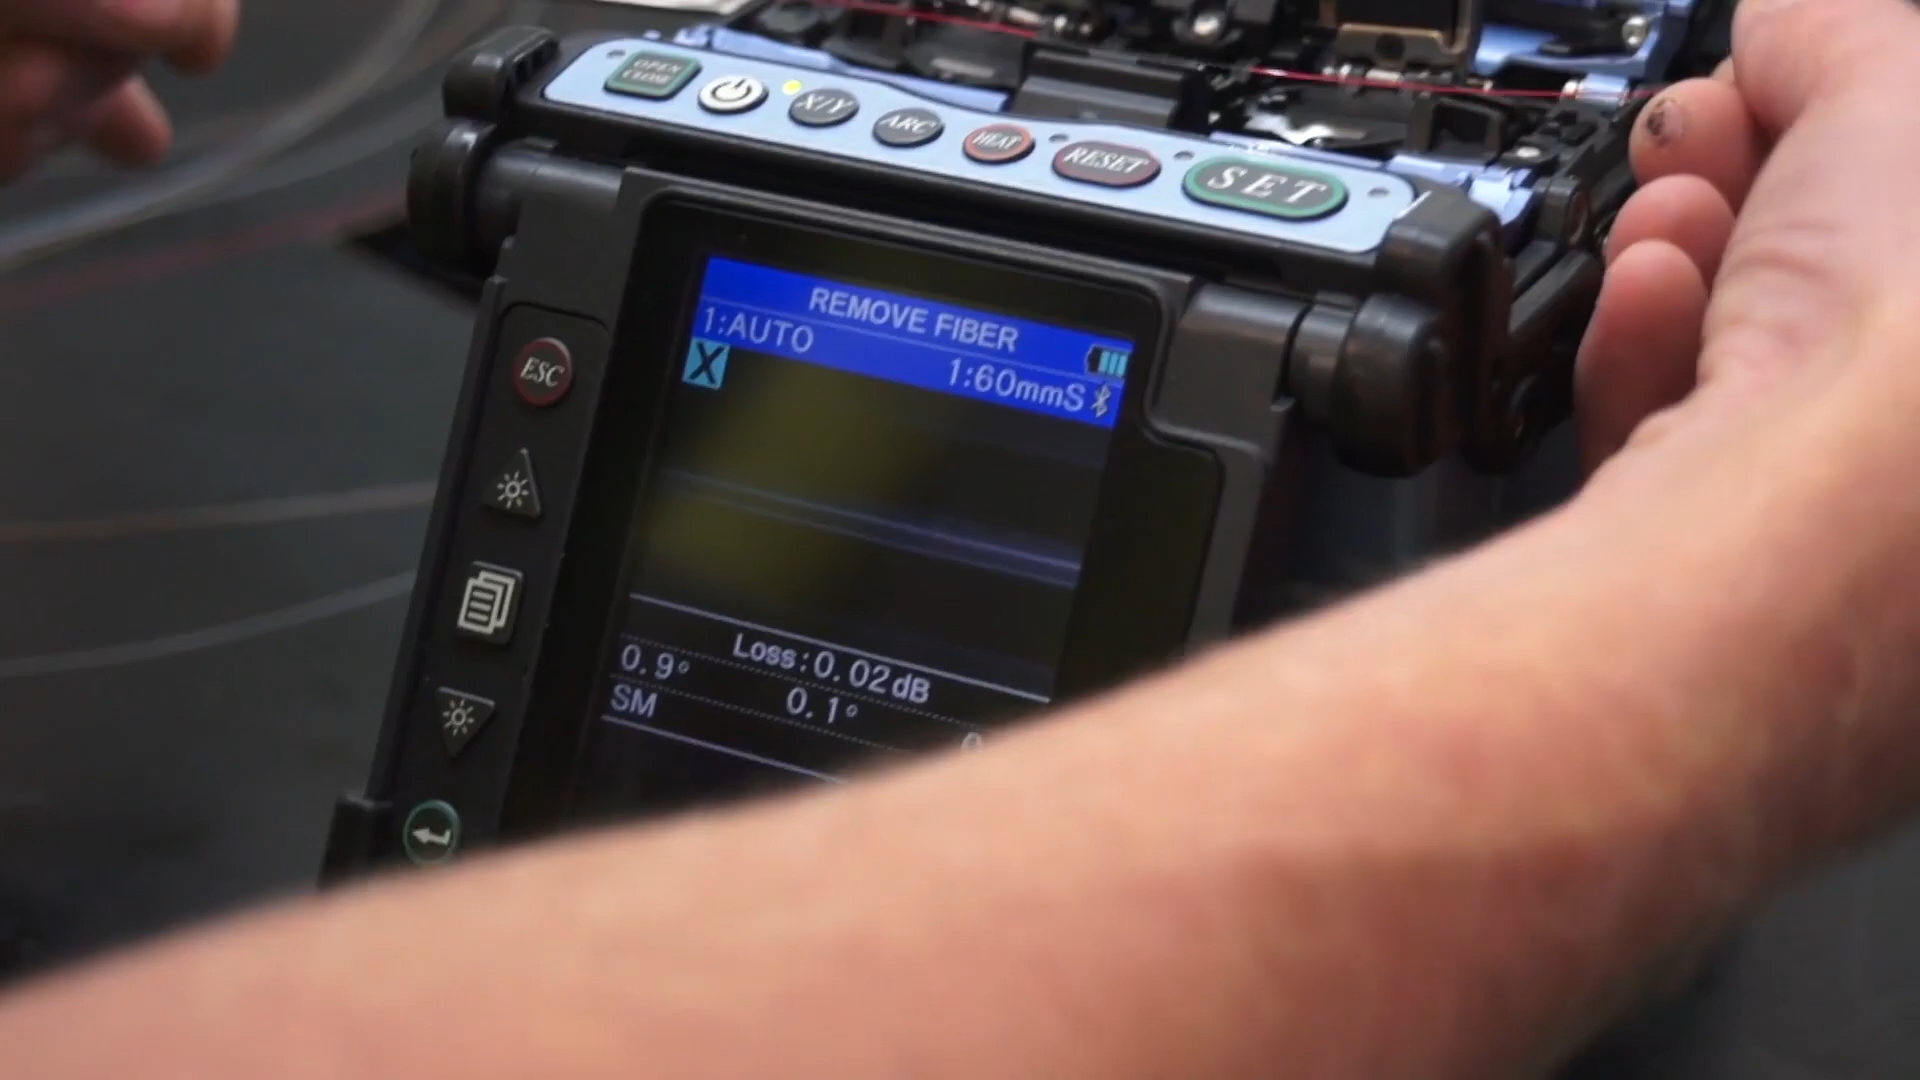 OPEN
CLOSE
X/Y
ARC
HEAT
RESET
SET
REMOVE FIBER
1:AUTO
1:60mmS
X
ESC
Loss:0.02dB
0.9°
0.1°
SM